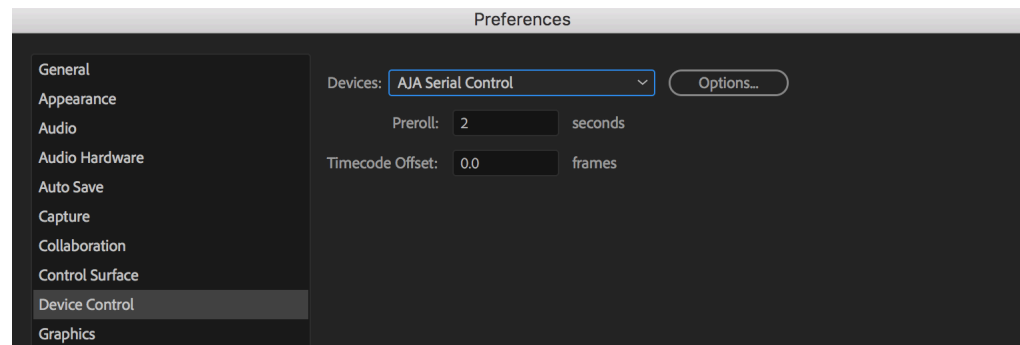 Preferences
General
Appearance
Audio
Audio Hardware
Auto Save
Capture
Collaboration
Control Surface
Device Control
Graphics
Devices: AJA Serial Control Options...
Preroll: 2 seconds
Timecode Offset: 0.0 frames